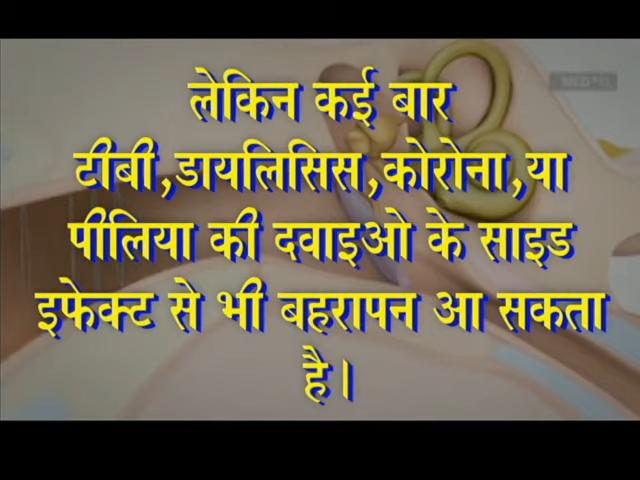 लेकिन कई बार
टीबी,डायलिसिस,कोरोना,या
पीलिया की दवाइओ के साइड
इफेक्ट से भी बहरापन आ सकता
है।